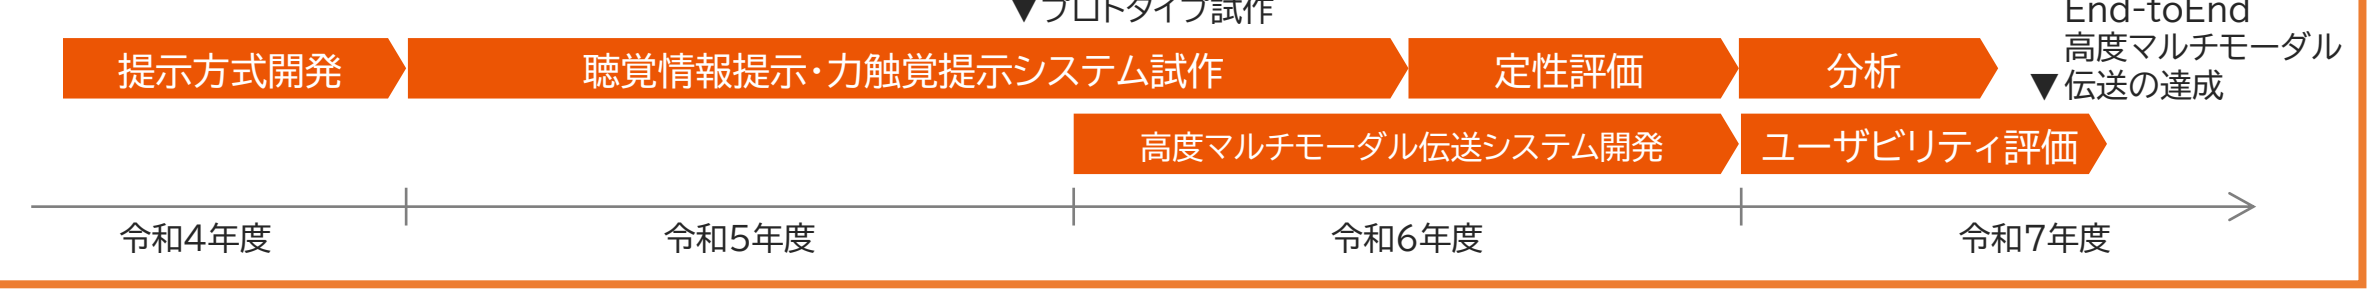 ▼プロトタイプ試作
End-toEnd
高度マルチモーダル
▼伝送の達成
提示方式開発
聴覚情報提示・力触覚提示システム試作
定性評価
分析
高度マルチモーダル伝送システム開発
ユーザビリティ評価
令和4年度
令和5年度
令和6年度
令和7年度